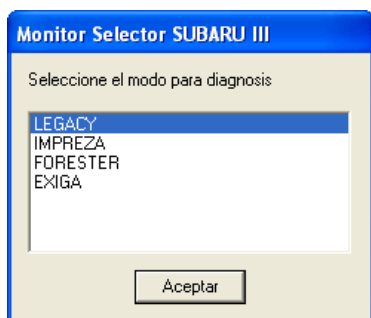 Monitor Selector SUBARU III
Seleccione el modo para diagnosis
LEGACY
IMPREZA
FORESTER
EXIGA
Aceptar